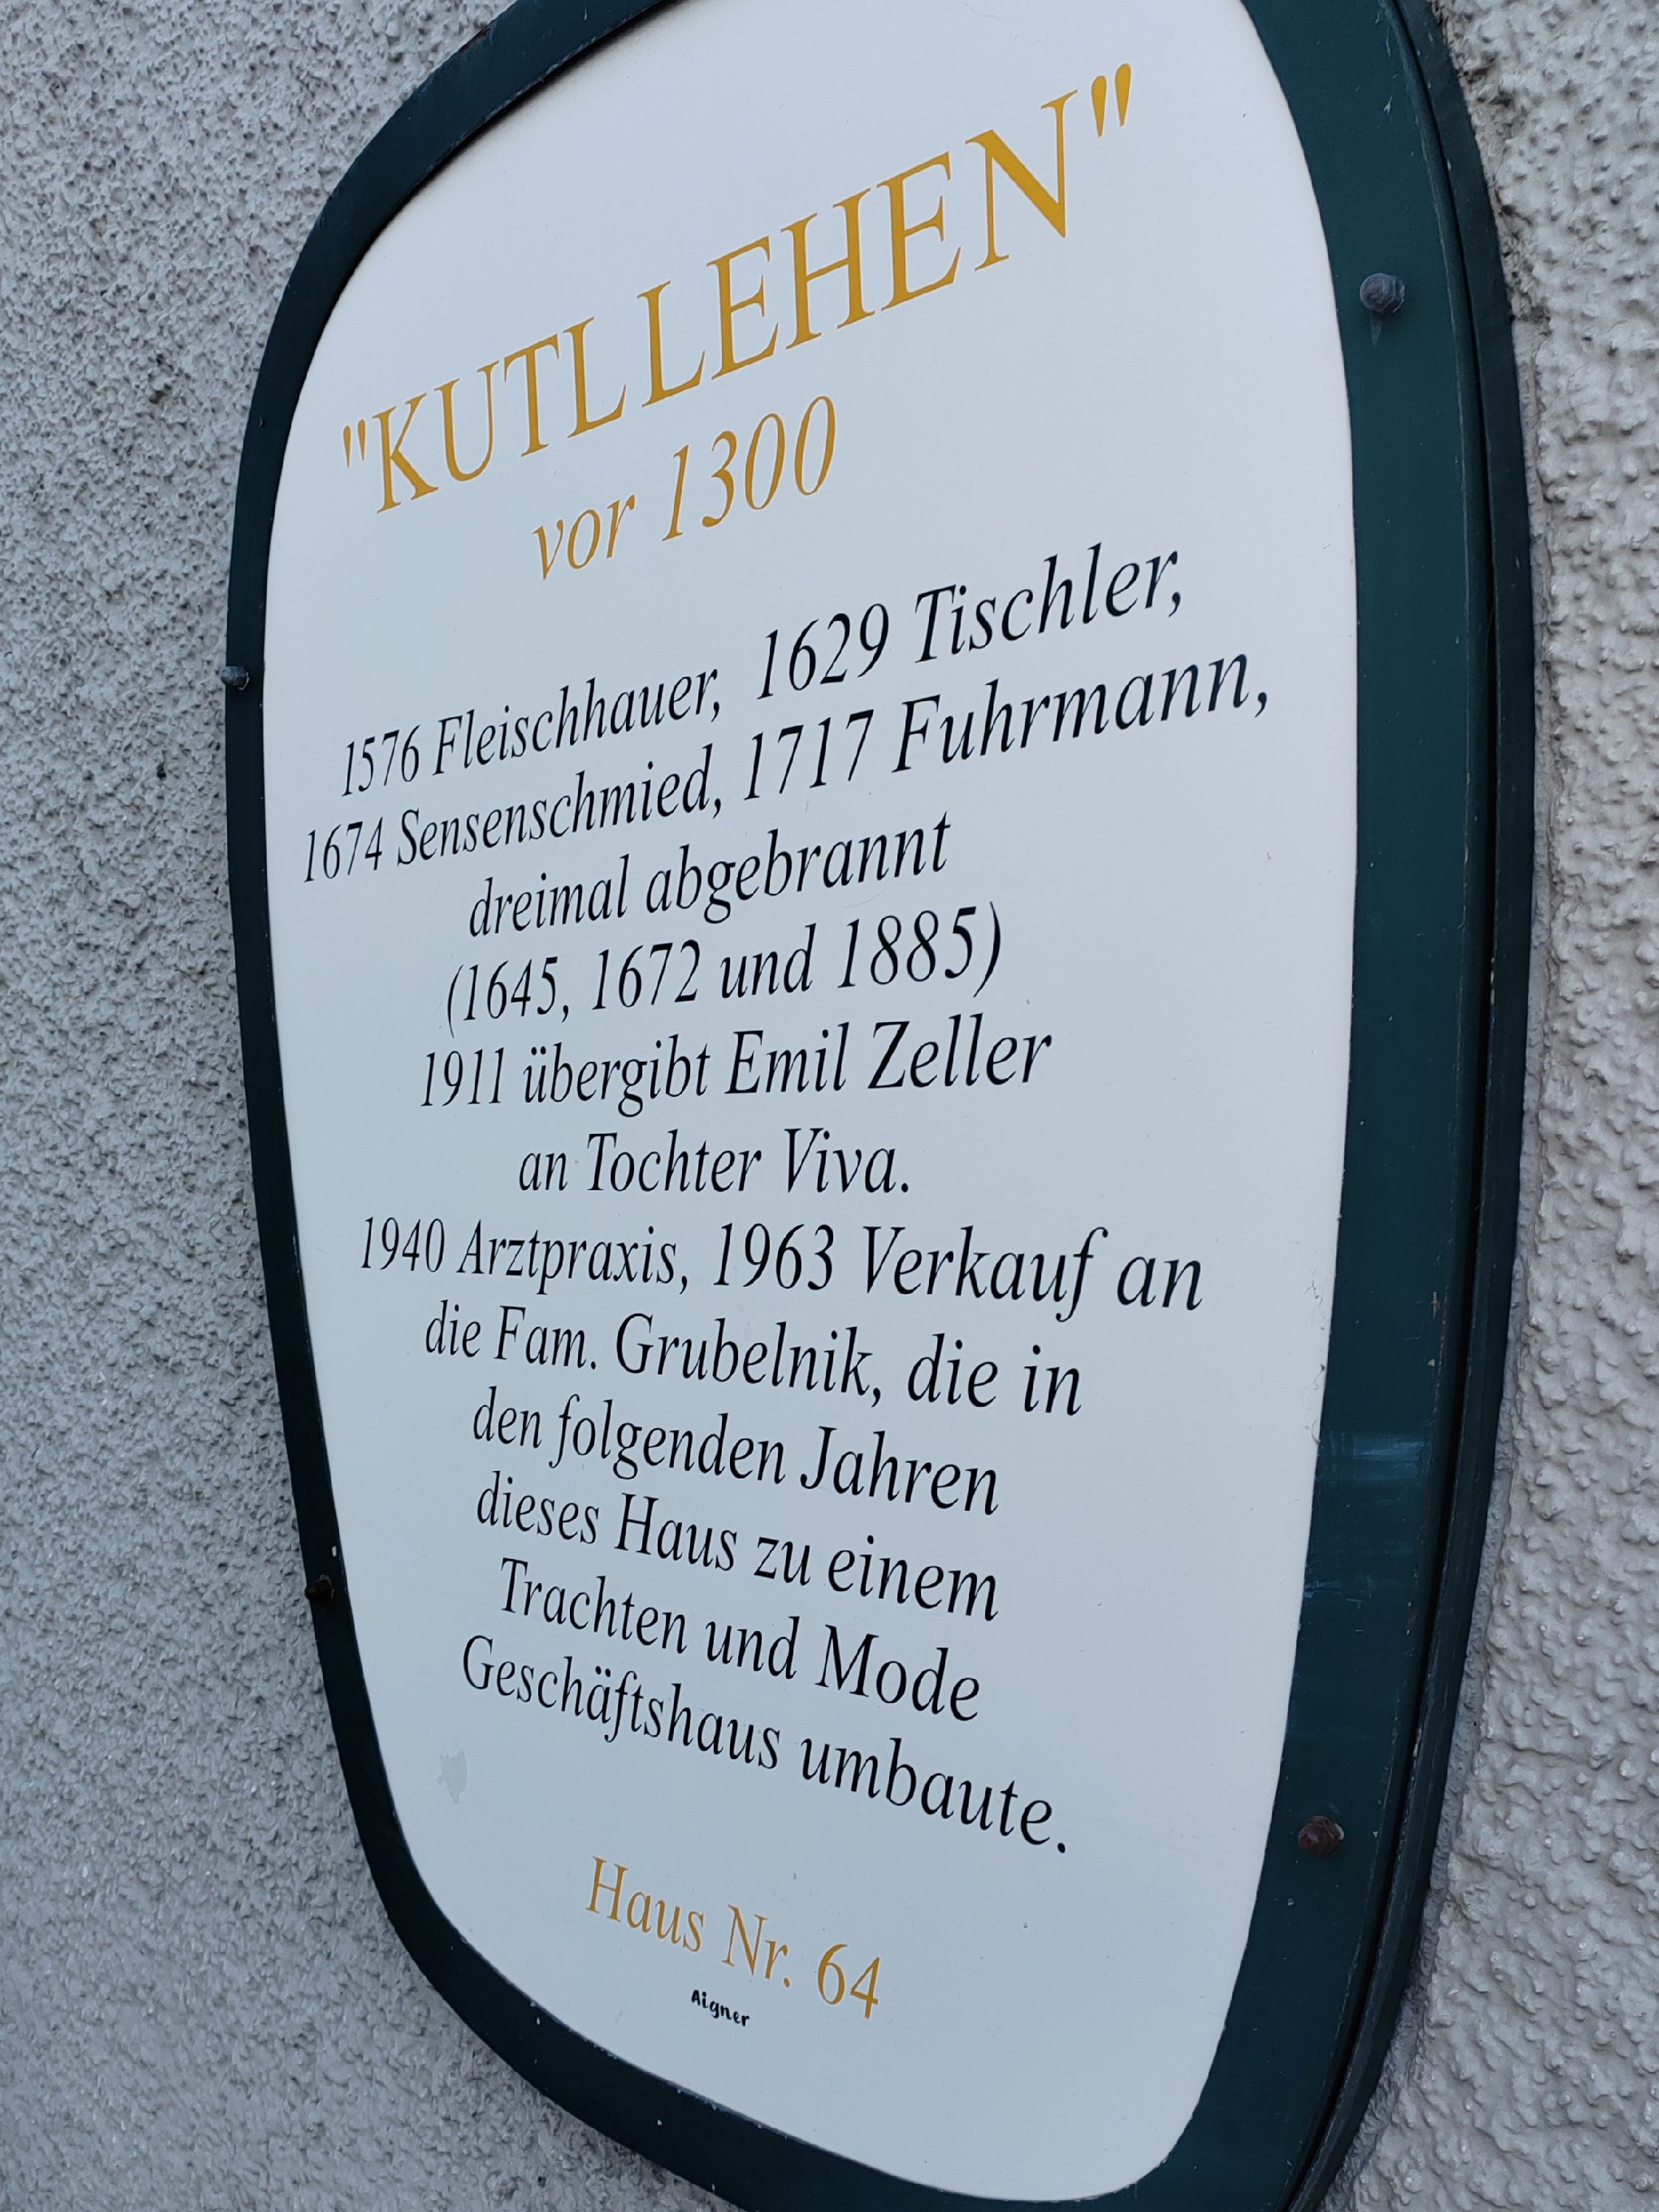 "KUTLLEHEN"
vor 1300
1576 Fleischhauer, 1629 Tischler,
1674 Sensenschmied, 1717 Fuhrmann,
dreimal abgebrannt
(1645, 1672 und 1885)
1911 übergibt Emil Zeller
an Tochter Viva.
1940 Arztpraxis, 1963 Verkauf an
die Fam. Grubelnik, die in
den folgenden Jahren
dieses Haus zu einem
Trachten und Mode
Geschäftshaus umbaute.
Haus Nr. 64
Aigner